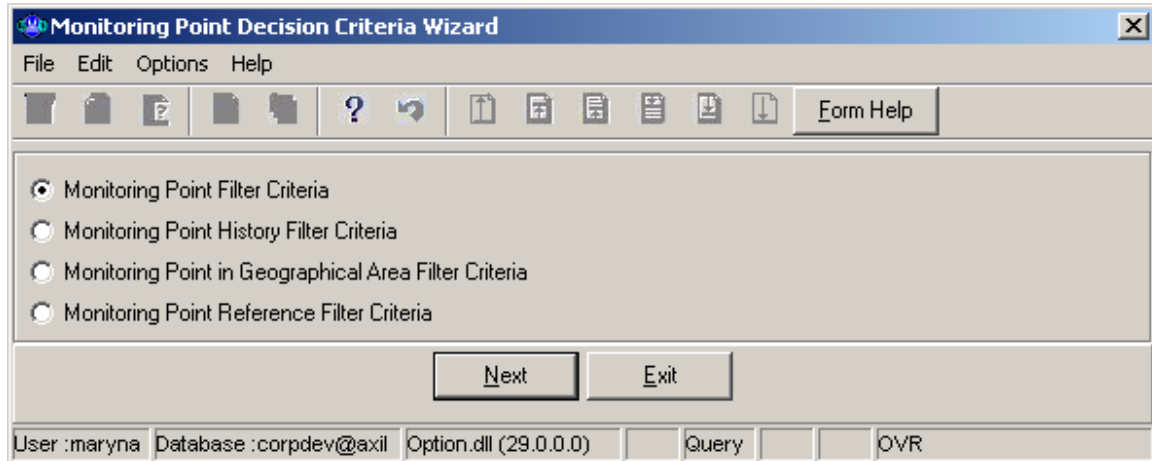 Monitoring Point Decision Criteria Wizard
File Edit Options Help
? Form Help
Monitoring Point Filter Criteria
Monitoring Point History Filter Criteria
Monitoring Point in Geographical Area Filter Criteria
Monitoring Point Reference Filter Criteria
Next Exit
User :maryna Database :corpdev@axil Option.dll (29.0.0.0) Query OVR